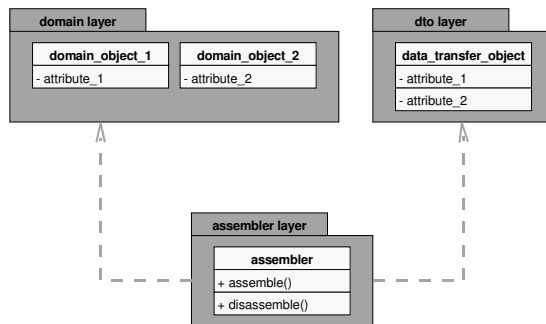 domain layer
domain_object_1
- attribute_1
domain_object_2
- attribute_2
dto layer
data_transfer_object
- attribute_1
- attribute_2
assembler layer
assembler
+ assemble()
+ disassemble()